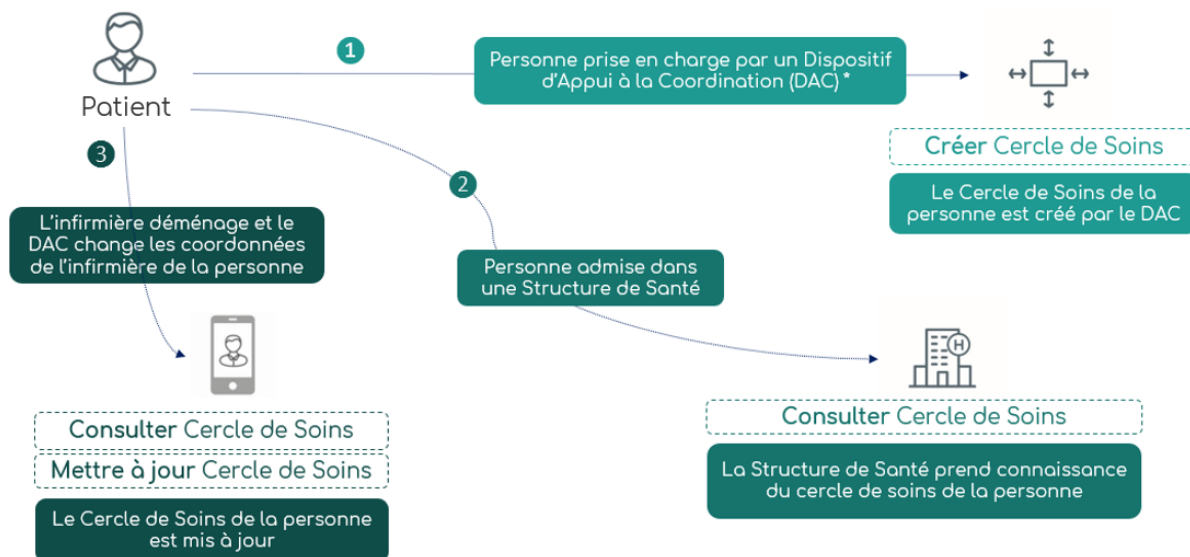 Patient
1
Personne prise en charge par un Dispositif
d'Appui à la Coordination (DAC) *
Créer Cercle de Soins
Le Cercle de Soins de la
personne est créé par le DAC
2
Personne admise dans
une Structure de Santé
H
Consulter Cercle de Soins
La Structure de Santé prend connaissance
du cercle de soins de la personne
3
L'infirmière déménage et le
DAC change les coordonnées
de l'infirmière de la personne
Consulter Cercle de Soins
Mettre à jour Cercle de Soins
Le Cercle de Soins de la personne
est mis à jour